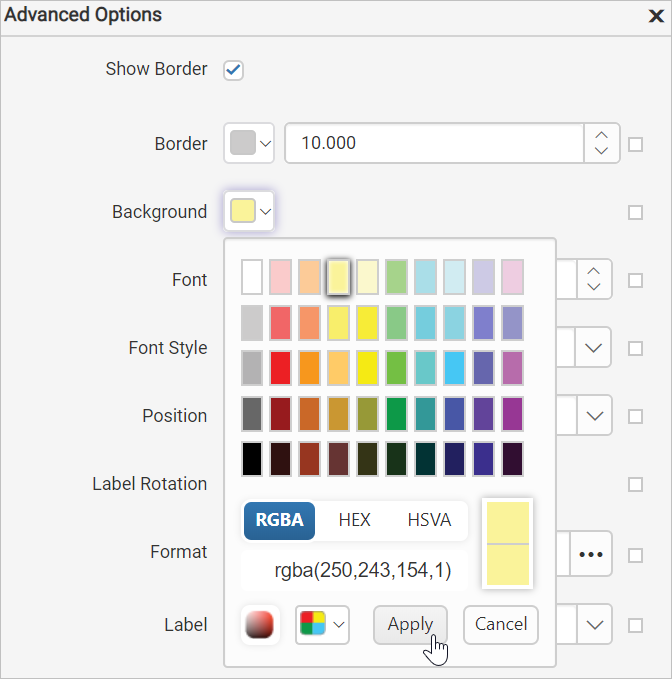 Advanced Options
Show Border
Border 10.000
Background
Font
Font Style
Position
Label Rotation
RGBA HEX HSVA
Format
rgba(250,243,154,1)
Label Apply Cancel